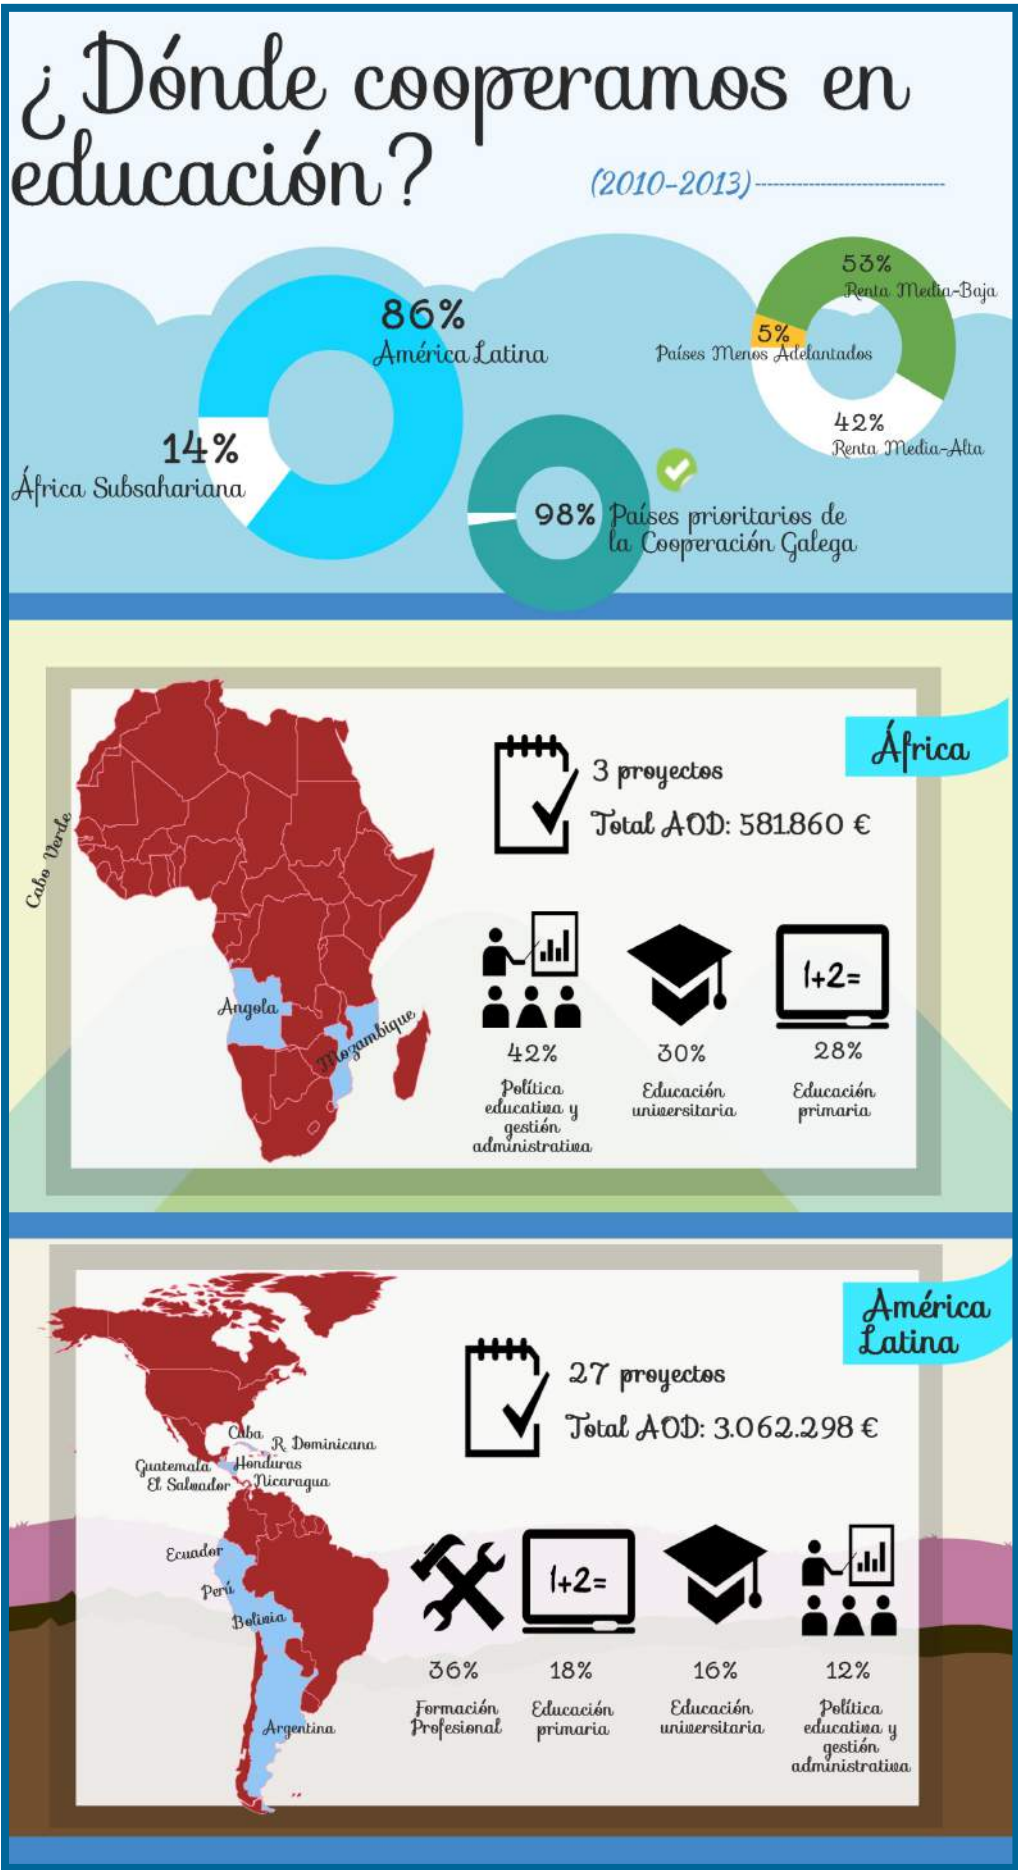 ¿Dónde cooperamos en
educación?
(2010-2013)
86%
América Latina
14%
África Subsahariana
53%
Renta Media-Baja
5%
Países Menos Adelantados
42%
Renta Media-Alta
98%
Países prioritarios de
la Cooperación Galega
África
3 proyectos
Total AOD: 581.860 €
Cabo Verde
Angola
Mozambique
1+2=
42%
Política
educativa y
gestión
administrativa
30%
Educación
universitaria
28%
Educación
primaria
América
Latina
27 proyectos
Total AOD: 3.062.298 €
Cuba
R. Dominicana
Guatemala
Honduras
El Salvador
Nicaragua
Ecuador
Perú
Bolivia
Argentina
1+2=
36%
Formación
Profesional
18%
Educación
primaria
16%
Educación
universitaria
12%
Política
educativa y
gestión
administrativa